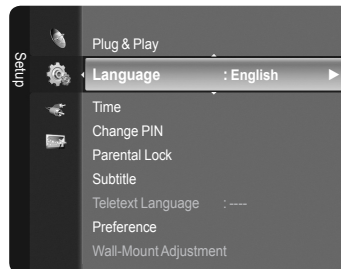 Setup
Plug & Play
Language : English
Time
Change PIN
Parental Lock
Subtitle
Teletext Language : ----
Preference
Wall-Mount Adjustment